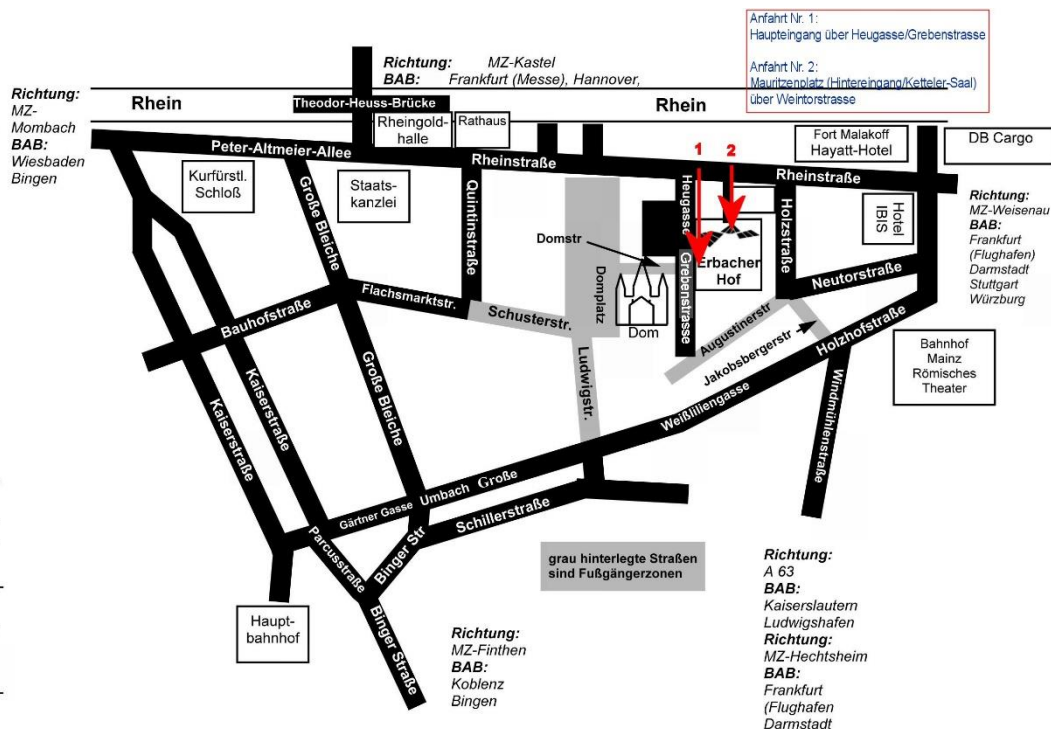 Anfahrt Nr. 1:
Haupteingang über Heugasse/Grebenstrasse
Anfahrt Nr. 2:
Mauritzenplatz (Hintereingang/Ketteler-Saal)
über Weintorstrasse
Richtung: MZ-Kastel
BAB: Frankfurt (Messe), Hannover,
Richtung:
MZ-
Mombach
BAB:
Wiesbaden
Bingen
Rhein
Theodor-Heuss-Brücke
Rhein
Rheingold-
halle
Rathaus
Fort Malakoff
Hayatt-Hotel
DB Cargo
Peter-Altmeier-Allee
Rheinstraße
1
2
Rheinstraße
Kurfürstl.
Schloß
Große Bleiche
Staats-
kanzlei
Quintinstraße
Heugasse
Holzstraße
Hotel
IBIS
Richtung:
MZ-Weisenau
BAB:
Frankfurt
(Flughafen)
Darmstadt
Stuttgart
Würzburg
Domstr
Domplatz
Dom
Grebenstrasse
Erbacher
Hof
Neutorstraße
Bauhofstraße
Flachsmarktstr.
Schusterstr.
Ludwigstr.
Augustinerstr
Jakobsbergerstr
Holzhofstraße
Bahnhof
Mainz
Römisches
Theater
Kaiserstraße
Kaiserstraße
Große Bleiche
Weißliliengasse
Windmühlenstraße
Gärtner Gasse Umbach Große
Schillerstraße
Parcusstraße
Binger Str
Binger Straße
grau hinterlegte Straßen
sind Fußgängerzonen
Haupt-
bahnhof
Richtung:
MZ-Finthen
BAB:
Koblenz
Bingen
Richtung:
A 63
BAB:
Kaiserslautern
Ludwigshafen
Richtung:
MZ-Hechtsheim
BAB:
Frankfurt
(Flughafen
Darmstadt